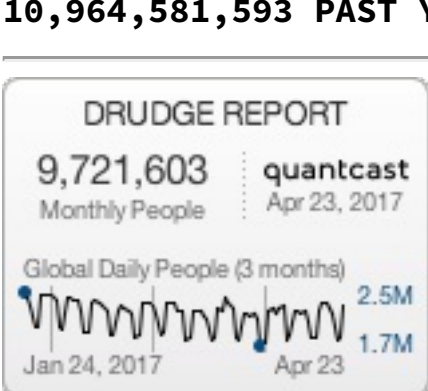 10,964,581,593 PAST
DRUDGE REPORT
9,721,603
Monthly People
quantcast
Apr 23, 2017
Global Daily People (3 months)
2.5M
1.7M
Jan 24, 2017
Apr 23